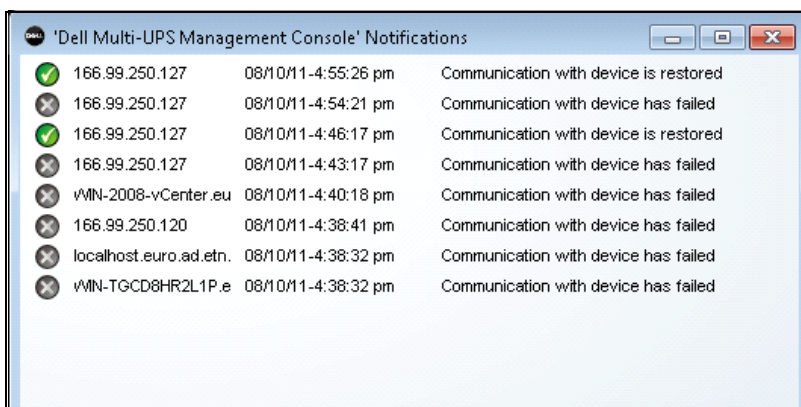 'Dell Multi-UPS Management Console' Notifications
166.99.250.127 08/10/11-4:55:26 pm Communication with device is restored
166.99.250.127 08/10/11-4:54:21 pm Communication with device has failed
166.99.250.127 08/10/11-4:46:17 pm Communication with device is restored
166.99.250.127 08/10/11-4:43:17 pm Communication with device has failed
WIN-2008-vCenter.eu 08/10/11-4:40:18 pm Communication with device has failed
166.99.250.120 08/10/11-4:38:41 pm Communication with device has failed
localhost.euro.ad.etn. 08/10/11-4:38:32 pm Communication with device has failed
WIN-TGCD8HR2L1P.e 08/10/11-4:38:32 pm Communication with device has failed